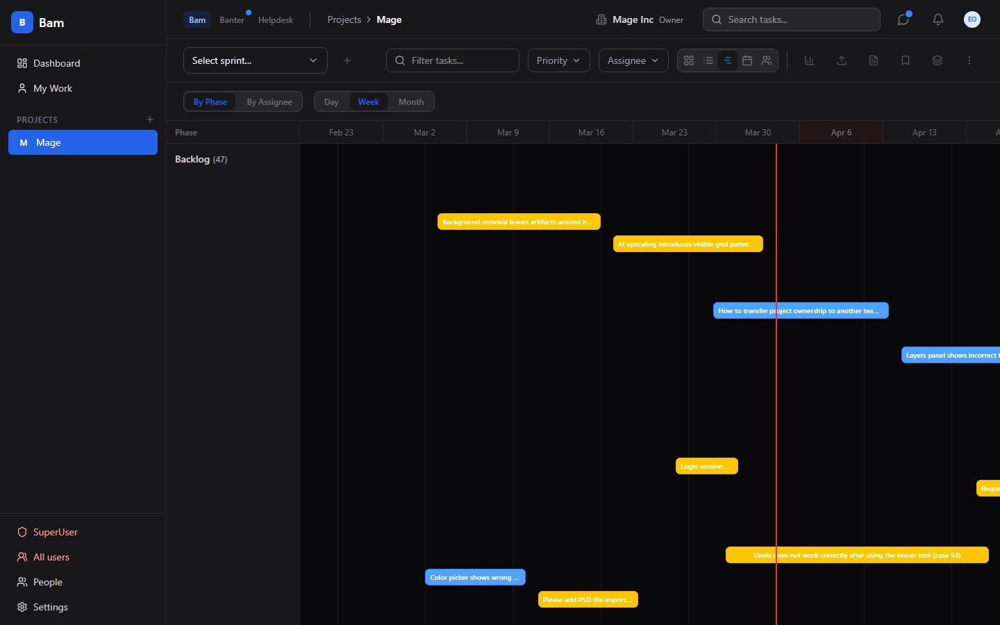 B Bam
Bam Banter Helpdesk Projects > Mage Mage Inc Owner Search tasks... EO
Dashboard
My Work
PROJECTS
M Mage
Select sprint... Filter tasks... Priority Assignee
By Phase By Assignee Day Week Month
Phase Feb 23 Mar 2 Mar 9 Mar 16 Mar 23 Mar 30 Apr 6 Apr 13
Backlog (47)
Background removal leaves artifacts around h...
AI upscaling introduces visible grid patter...
How to transfer project ownership to another tea...
Layers panel shows incorrect
Login session ...
Undo does not work correctly after using the eraser tool (case 53)
Color picker shows wrong ...
Please add PSD file import...
SuperUser
All users
People
Settings